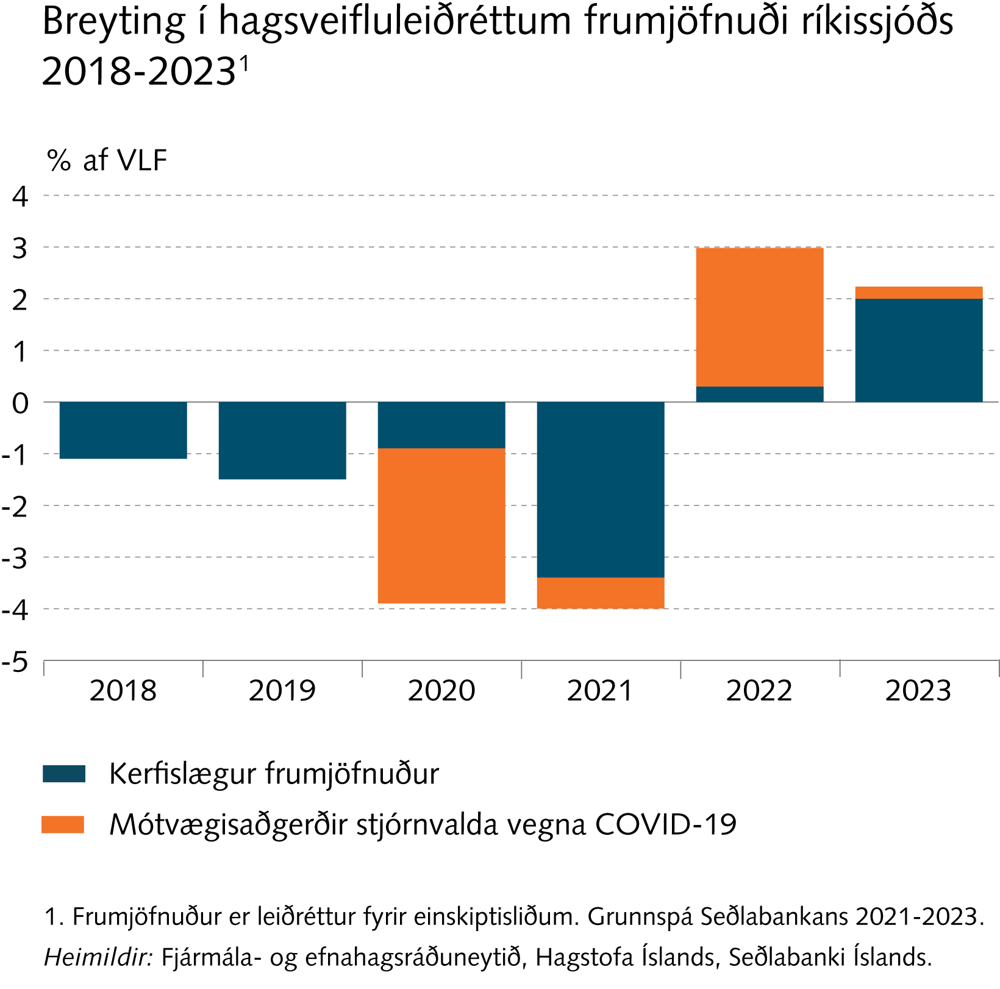 Breyting í hagsveifluleiðréttum frumjöfnuði ríkissjóðs
2018-2023¹
% af VLF
4
3
2
1
0
-1
-2
-3
-4
-5
2018 2019 2020 2021 2022 2023
Kerfislægur frumjöfnuður
Mótvægisaðgerðir stjórnvalda vegna COVID-19
1. Frumjöfnuður er leiðréttur fyrir einskiptisliðum. Grunnspá Seðlabankans 2021-2023.
Heimildir: Fjármála- og efnahagsráðuneytið, Hagstofa Íslands, Seðlabanki Íslands.